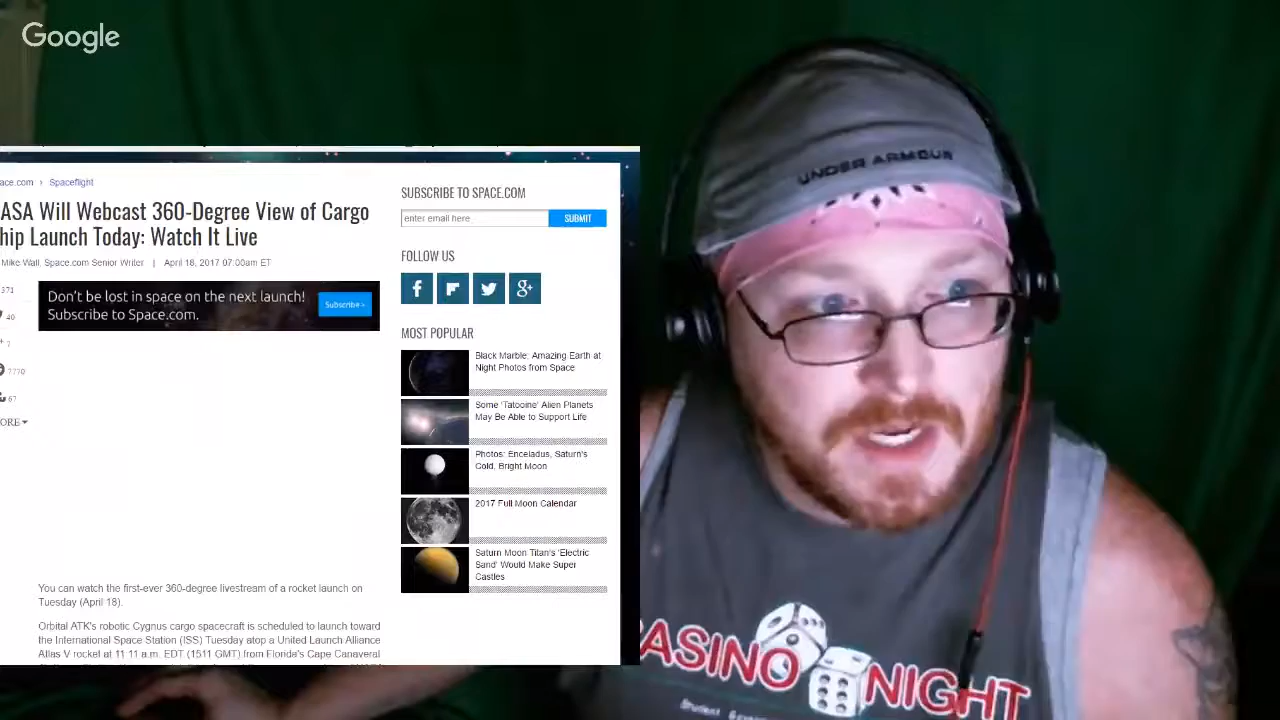 Google
ace.com › Spaceflight
ASA Will Webcast 360-Degree View of Cargo
hip Launch Today: Watch It Live
Mike Wall, Space.com Senior Writer | April 18, 2017 07:00am ET
371
40
7
7770
67
ORE
Don't be lost in space on the next launch!
Subscribe to Space.com.
Subscribe >
You can watch the first-ever 360-degree livestream of a rocket launch on
Tuesday (April 18).
Orbital ATK's robotic Cygnus cargo spacecraft is scheduled to launch toward
the International Space Station (ISS) Tuesday atop a United Launch Alliance
Atlas V rocket at 11:11 a.m. EDT (1511 GMT) from Florida's Cape Canaveral
SUBSCRIBE TO SPACE.COM
enter email here
SUBMIT
FOLLOW US
f
g+
MOST POPULAR
Black Marble: Amazing Earth at
Night Photos from Space
Some 'Tatooine' Alien Planets
May Be Able to Support Life
Photos: Enceladus, Saturn's
Cold, Bright Moon
2017 Full Moon Calendar
Saturn Moon Titan's 'Electric
Sand' Would Make Super
Castles
UNDER ARMOUR
ASINO NIGHT
Student